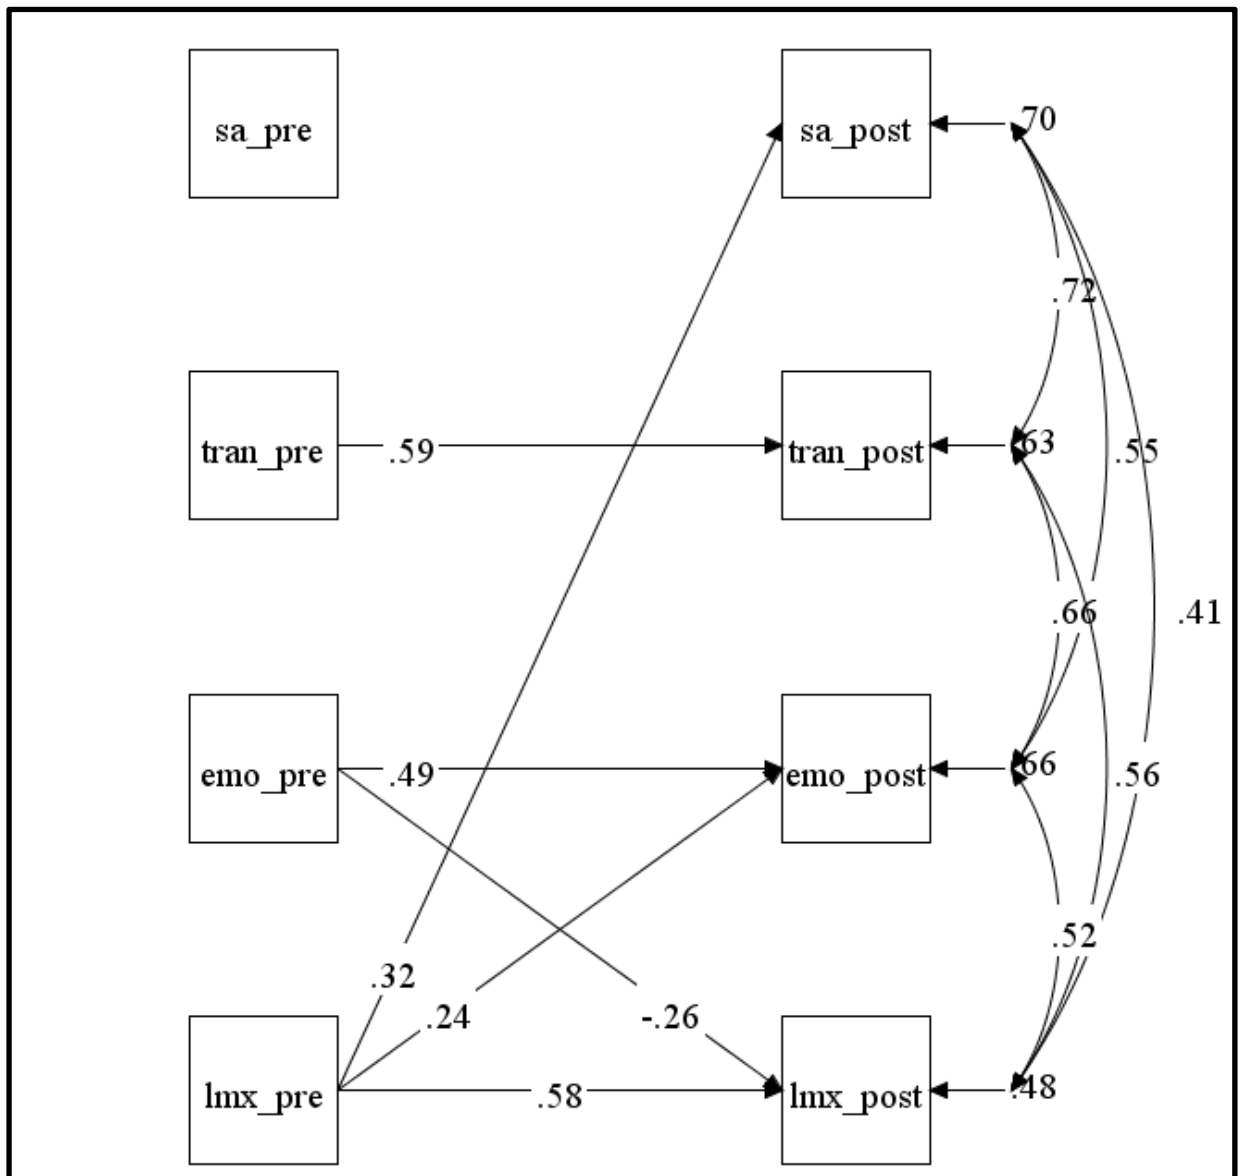 sa_pre
sa_post
.70
.72
tran_pre
.59
tran_post
.63
.55
.66
.41
emo_pre
.49
emo_post
.66
.56
.52
.32
.24
-.26
lmx_pre
.58
lmx_post
.48